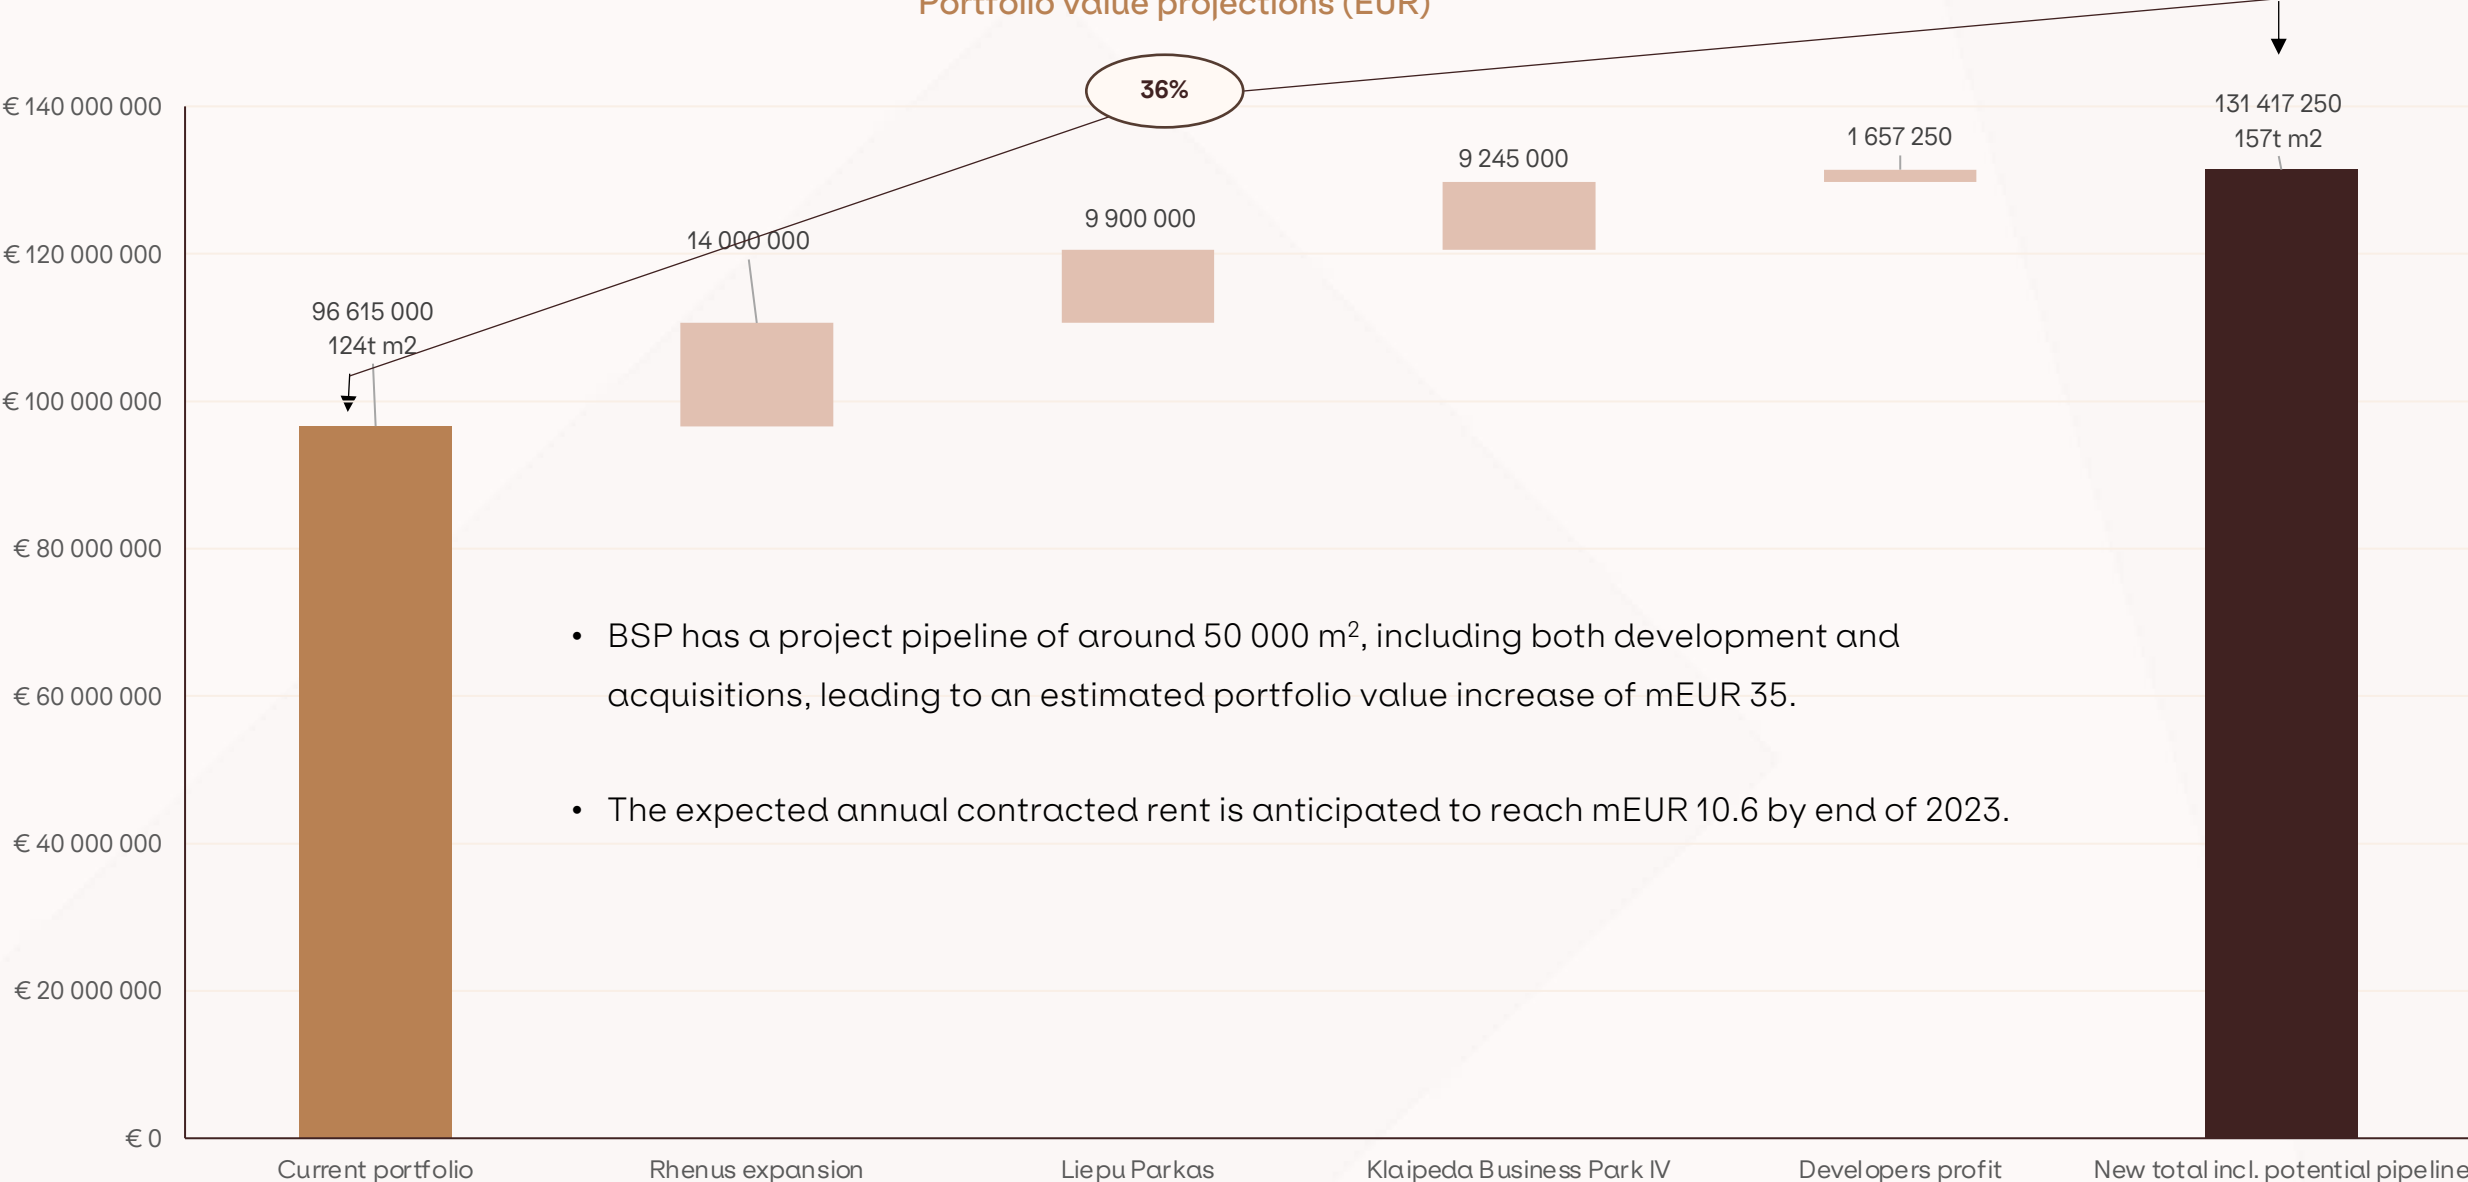 Portfolio value projections (EUR)
36%
€ 140 000 000
€ 120 000 000
€ 100 000 000
€ 80 000 000
€ 60 000 000
€ 40 000 000
€ 20 000 000
€ 0
96 615 000
124t m2
14 000 000
9 900 000
9 245 000
1 657 250
131 417 250
157t m2
• BSP has a project pipeline of around 50 000 m², including both development and
acquisitions, leading to an estimated portfolio value increase of mEUR 35.
• The expected annual contracted rent is anticipated to reach mEUR 10.6 by end of 2023.
Current portfolio
Rhenus expansion
Liepu Parkas
Klaipeda Business Park IV
Developers profit
New total incl. potential pipeline